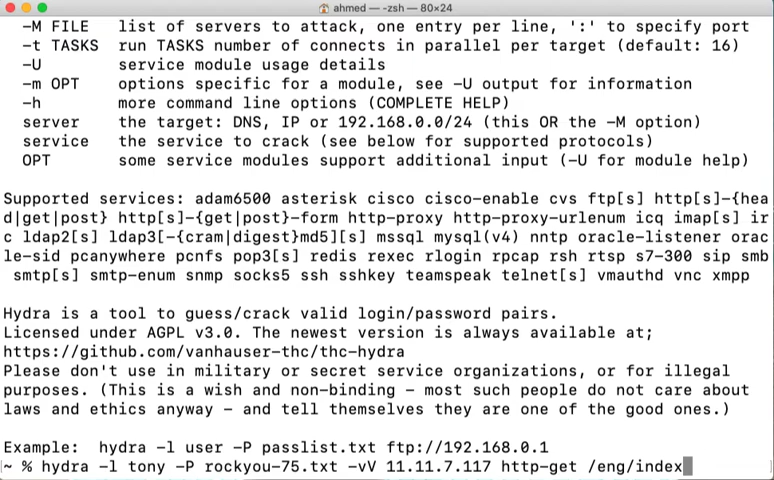 ahmed — -zsh — 80×24
-M FILE   list of servers to attack, one entry per line, ':' to specify port
-t TASKS  run TASKS number of connects in parallel per target (default: 16)
-U        service module usage details
-m OPT    options specific for a module, see -U output for information
-h        more command line options (COMPLETE HELP)
server    the target: DNS, IP or 192.168.0.0/24 (this OR the -M option)
service   the service to crack (see below for supported protocols)
OPT       some service modules support additional input (-U for module help)
Supported services: adam6500 asterisk cisco cisco-enable cvs ftp[s] http[s]-{hea
d|get|post} http[s]-{get|post}-form http-proxy http-proxy-urlenum icq imap[s] ir
c ldap2[s] ldap3[-{cram|digest}md5][s] mssql mysql(v4) nntp oracle-listener orac
le-sid pcanywhere pcnfs pop3[s] redis rexec rlogin rpcap rsh rtsp s7-300 sip smb
smtp[s] smtp-enum snmp socks5 ssh sshkey teamspeak telnet[s] vmauthd vnc xmpp
Hydra is a tool to guess/crack valid login/password pairs.
Licensed under AGPL v3.0. The newest version is always available at;
https://github.com/vanhauser-thc/thc-hydra
Please don't use in military or secret service organizations, or for illegal
purposes. (This is a wish and non-binding - most such people do not care about
laws and ethics anyway - and tell themselves they are one of the good ones.)
Example:  hydra -l user -P passlist.txt ftp://192.168.0.1
~ % hydra -l tony -P rockyou-75.txt -vV 11.11.7.117 http-get /eng/index